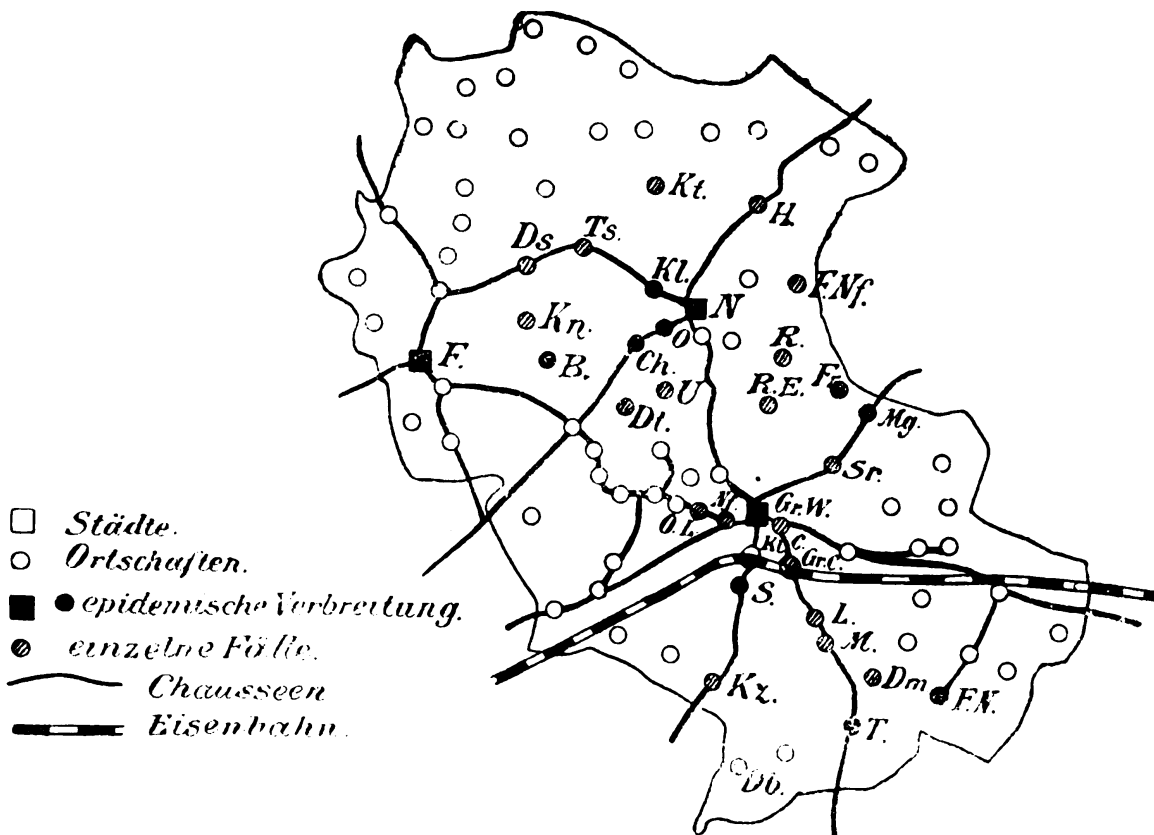 Kt.
H.
Ds
Ts.
Kl.
N
F.Nf.
Kn.
O
F.
B.
Ch.
R.
U
R.E.
Fr.
Dt.
Mg.
Sr.
N.
Gr.W.
O.L.
Kl.C.
Gr.C.
S.
L.
M.
Kz.
Dm
F.N.
T.
Db.
Städte.
Ortschaften.
epidemische Verbreitung.
einzelne Fälle.
Chausseen
Eisenbahn.